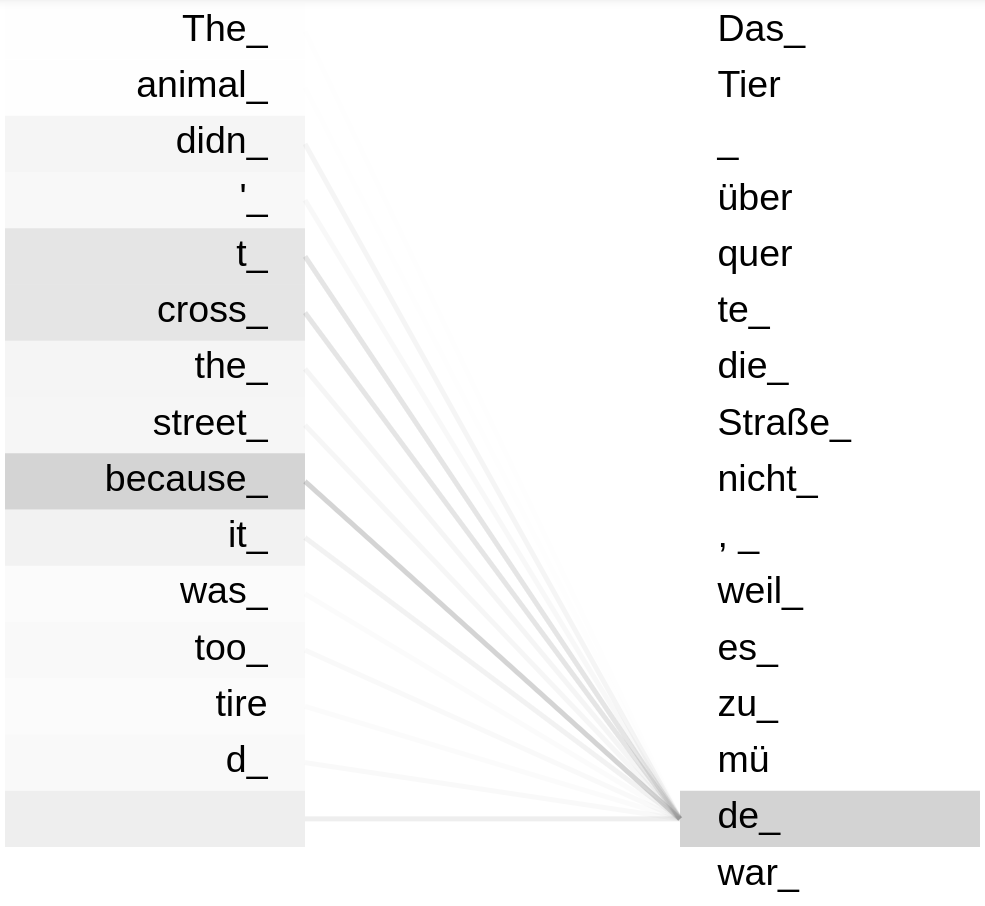 The_ Das_
animal_ Tier
didn_ _
'_ über
t_ quer
cross_ te_
the_ die_
street_ Straße_
because_ nicht_
it_ , _
was_ weil_
too_ es_
tire zu_
d_ mü
de_
war_